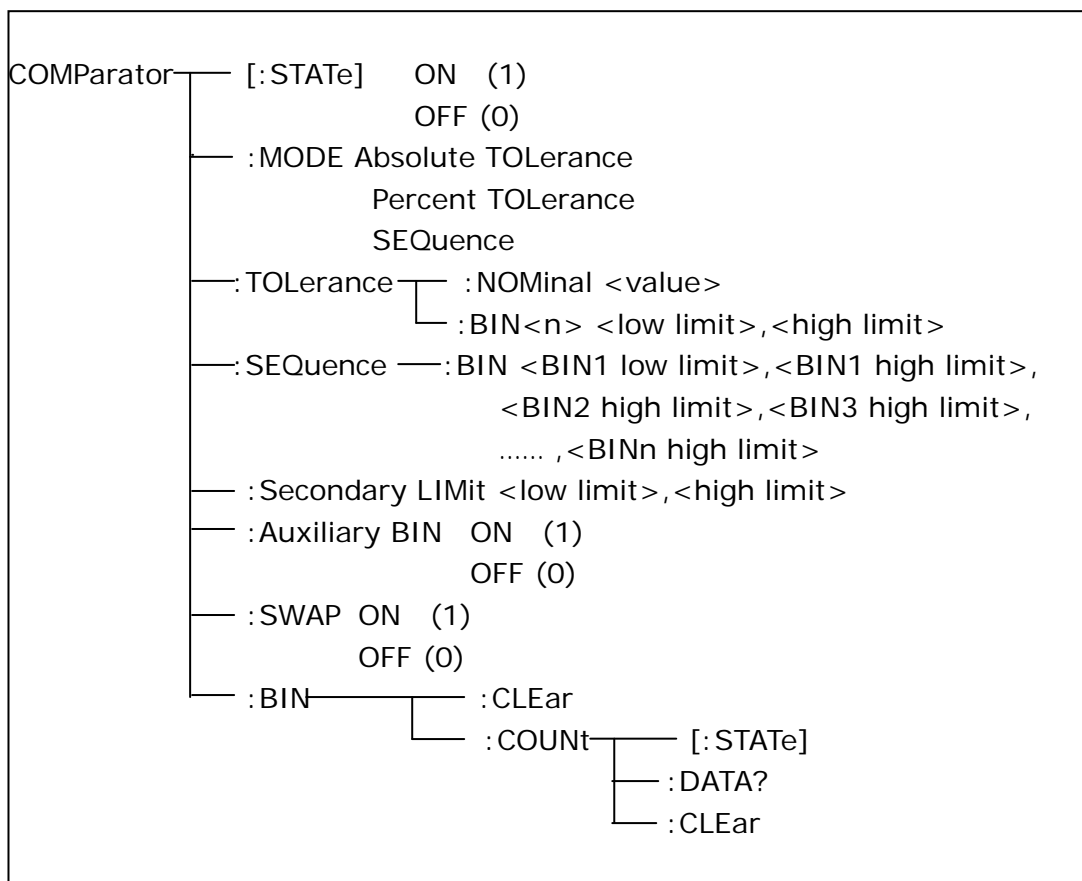 COMParator [:STATe] ON (1)
OFF (0)
:MODE Absolute TOLerance
Percent TOLerance
SEQuence
:TOLerance :NOMinal <value>
:BIN<n> <low limit>,<high limit>
:SEQuence :BIN <BIN1 low limit>,<BIN1 high limit>,
<BIN2 high limit>,<BIN3 high limit>,
...... ,<BINn high limit>
:Secondary LIMit <low limit>,<high limit>
:Auxiliary BIN ON (1)
OFF (0)
:SWAP ON (1)
OFF (0)
:BIN :CLEar
:COUNt [:STATe]
:DATA?
:CLEar